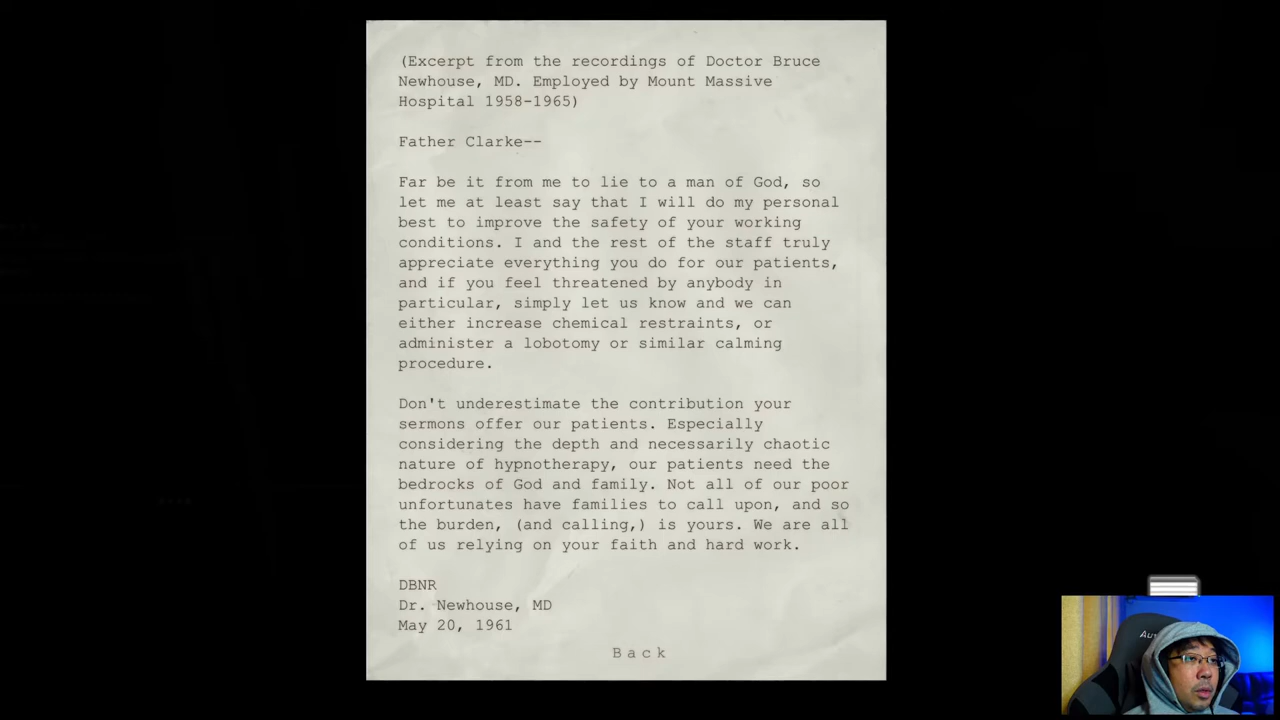 (Excerpt from the recordings of Doctor Bruce
Newhouse, MD. Employed by Mount Massive
Hospital 1958-1965)
Father Clarke--
Far be it from me to lie to a man of God, so
let me at least say that I will do my personal
best to improve the safety of your working
conditions. I and the rest of the staff truly
appreciate everything you do for our patients,
and if you feel threatened by anybody in
particular, simply let us know and we can
either increase chemical restraints, or
administer a lobotomy or similar calming
procedure.
Don't underestimate the contribution your
sermons offer our patients. Especially
considering the depth and necessarily chaotic
nature of hypnotherapy, our patients need the
bedrocks of God and family. Not all of our poor
unfortunates have families to call upon, and so
the burden, (and calling,) is yours. We are all
of us relying on your faith and hard work.
DBNR
Dr. Newhouse, MD
May 20, 1961
Back